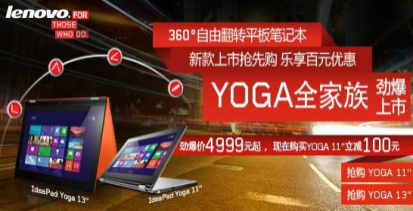 lenovo FOR
THOSE
WHO DO.
360°自由翻转平板笔记本
新款上市抢先购 乐享百元优惠
YOGA全家族 劲爆
上市
劲爆价4999元起，现在购买YOGA 11"立减100元
IdeaPad Yoga 13"
IdeaPad Yoga 11"
抢购 YOGA 11"
抢购 YOGA 13"